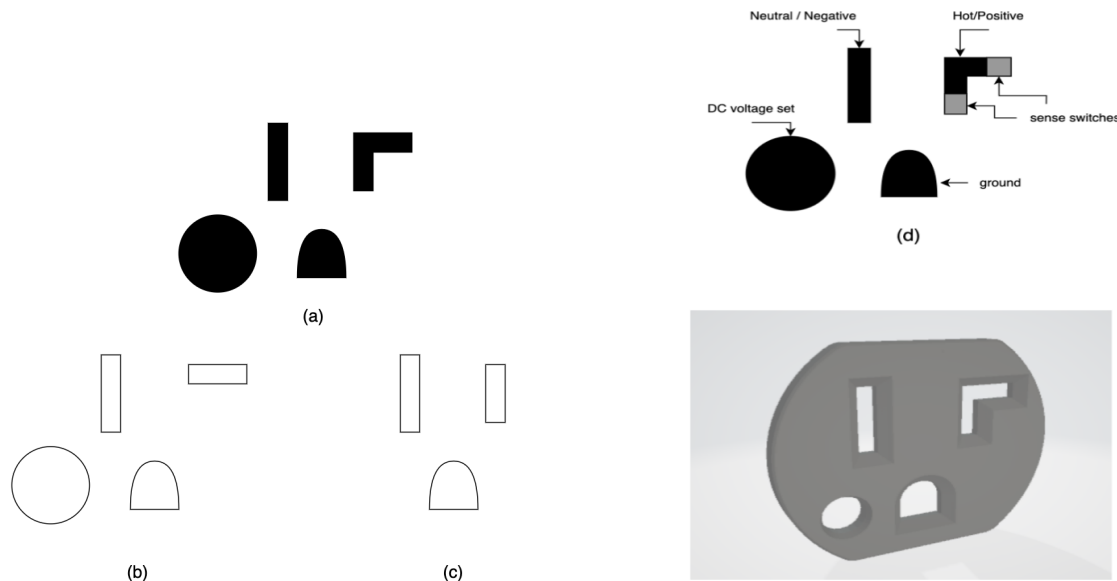 Neutral / Negative
Hot/Positive
DC voltage set
sense switches
ground
(d)
(a)
(b)
(c)